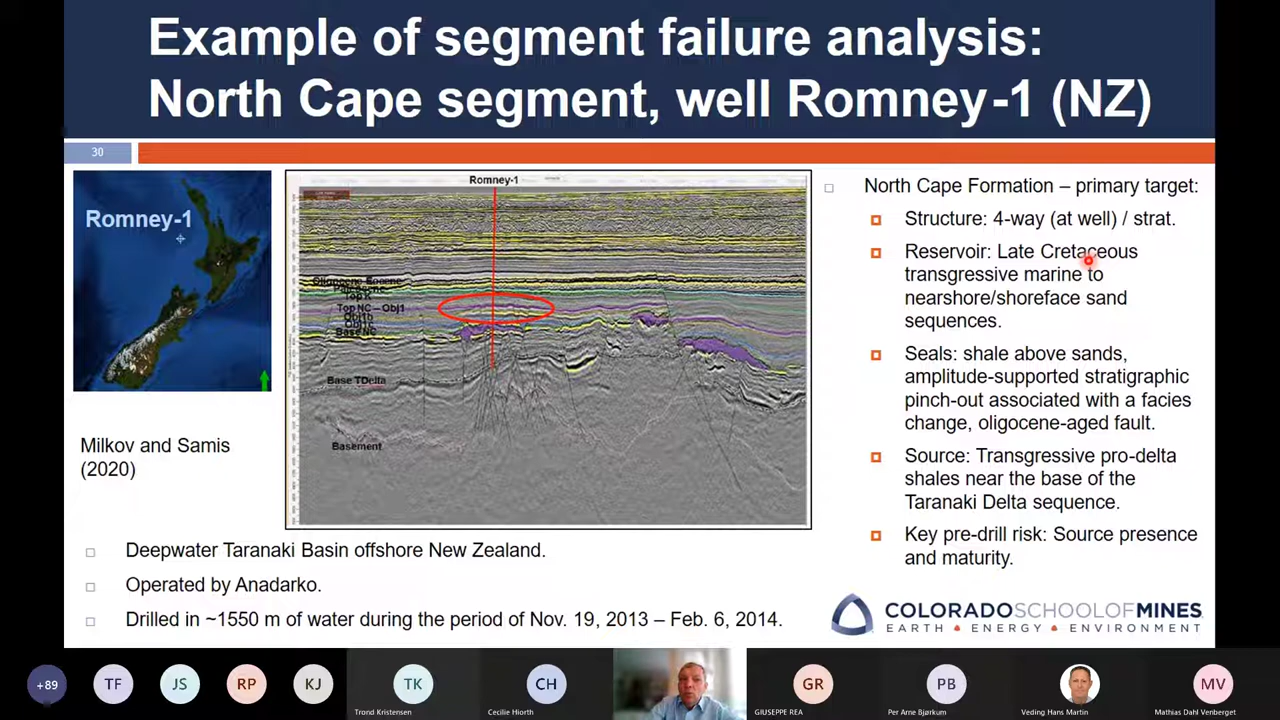 Example of segment failure analysis:
North Cape segment, well Romney-1 (NZ)
30
Romney-1
Milkov and Samis
(2020)
Romney-1
Top K
Top NC – Obj1
Obj1b
Base NC
Base TDelta
Basement
North Cape Formation – primary target:
Structure: 4-way (at well) / strat.
Reservoir: Late Cretaceous
transgressive marine to
nearshore/shoreface sand
sequences.
Seals: shale above sands,
amplitude-supported stratigraphic
pinch-out associated with a facies
change, oligocene-aged fault.
Source: Transgressive pro-delta
shales near the base of the
Taranaki Delta sequence.
Key pre-drill risk: Source presence
and maturity.
Deepwater Taranaki Basin offshore New Zealand.
Operated by Anadarko.
Drilled in ~1550 m of water during the period of Nov. 19, 2013 – Feb. 6, 2014.
COLORADOSCHOOLOFMINES
EARTH ENERGY ENVIRONMENT
+89
TF
JS
RP
KJ
TK
Trond Kristensen
CH
Cecilie Hiorth
GR
GIUSEPPE REA
PB
Per Arne Bjørkum
Veding Hans Martin
MV
Mathias Dahl Venberget